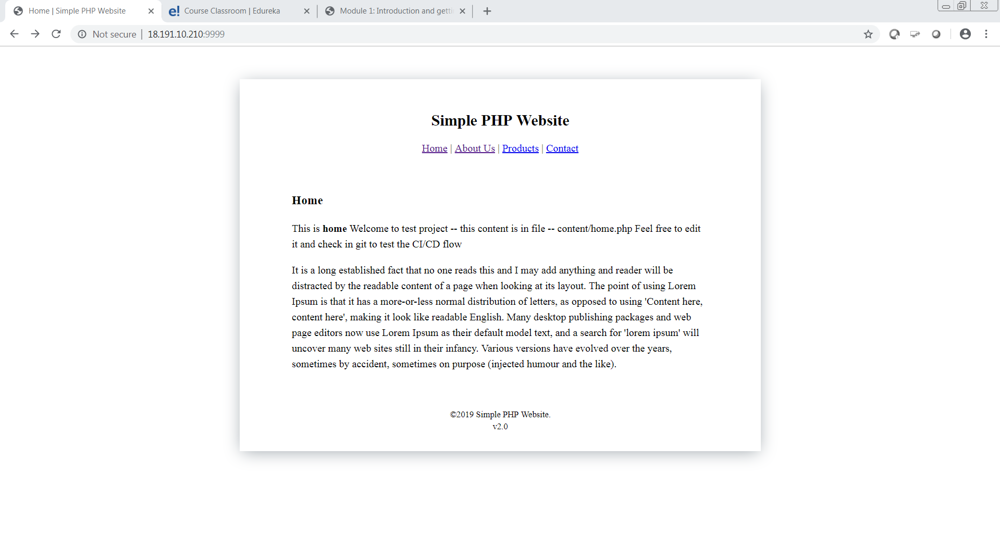 Home | Simple PHP Website
e! Course Classroom | Edureka
Module 1: Introduction and getti
Not secure | 18.191.10.210:9999
Simple PHP Website
Home | About Us | Products | Contact
Home
This is home Welcome to test project -- this content is in file -- content/home.php Feel free to edit
it and check in git to test the CI/CD flow
It is a long established fact that no one reads this and I may add anything and reader will be
distracted by the readable content of a page when looking at its layout. The point of using Lorem
Ipsum is that it has a more-or-less normal distribution of letters, as opposed to using 'Content here,
content here', making it look like readable English. Many desktop publishing packages and web
page editors now use Lorem Ipsum as their default model text, and a search for 'lorem ipsum' will
uncover many web sites still in their infancy. Various versions have evolved over the years,
sometimes by accident, sometimes on purpose (injected humour and the like).
©2019 Simple PHP Website.
v2.0